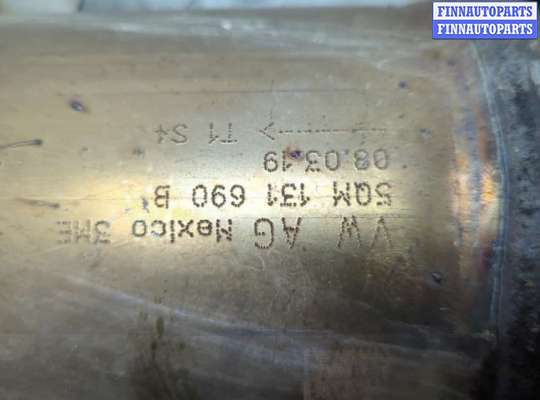 FINNAUTOPARTS
FINNAUTOPARTS
VW AG Mexico 3ME
5QM 131 690 B
08.03.19
T1 S4